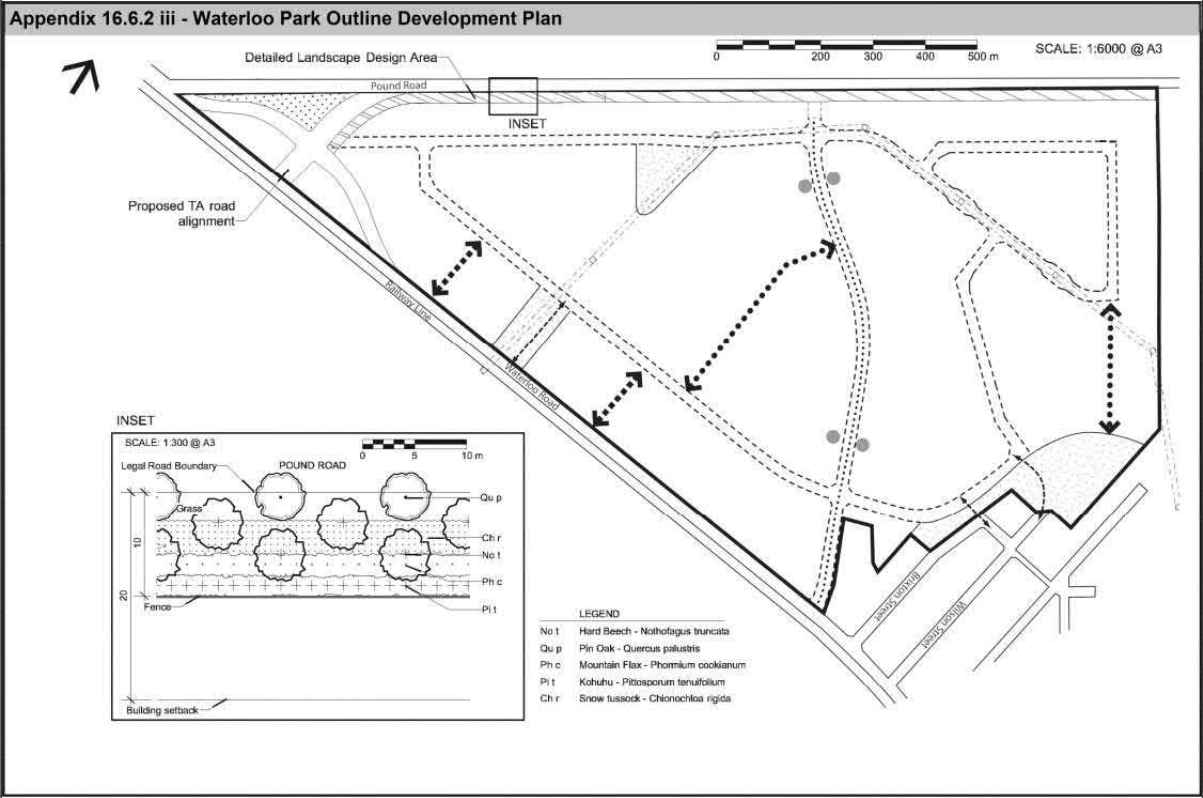 Appendix 16.6.2 iii - Waterloo Park Outline Development Plan
Detailed Landscape Design Area
0 200 300 400 500 m
SCALE: 1:6000 @ A3
Pound Road
INSET
Proposed TA road
alignment
Railway Line
Waterloo Road
Brixton Street
Wilson Street
INSET
SCALE: 1:300 @ A3
0 5 10 m
Legal Road Boundary
POUND ROAD
Qu p
Grass
Ch r
10
No t
Ph c
20
Fence
Pi t
Building setback
LEGEND
No t Hard Beech - Nothofagus truncata
Qu p Pin Oak - Quercus palustris
Ph c Mountain Flax - Phormium cookianum
Pi t Kohuhu - Pittosporum tenuifolium
Ch r Snow tussock - Chionochloa rigida